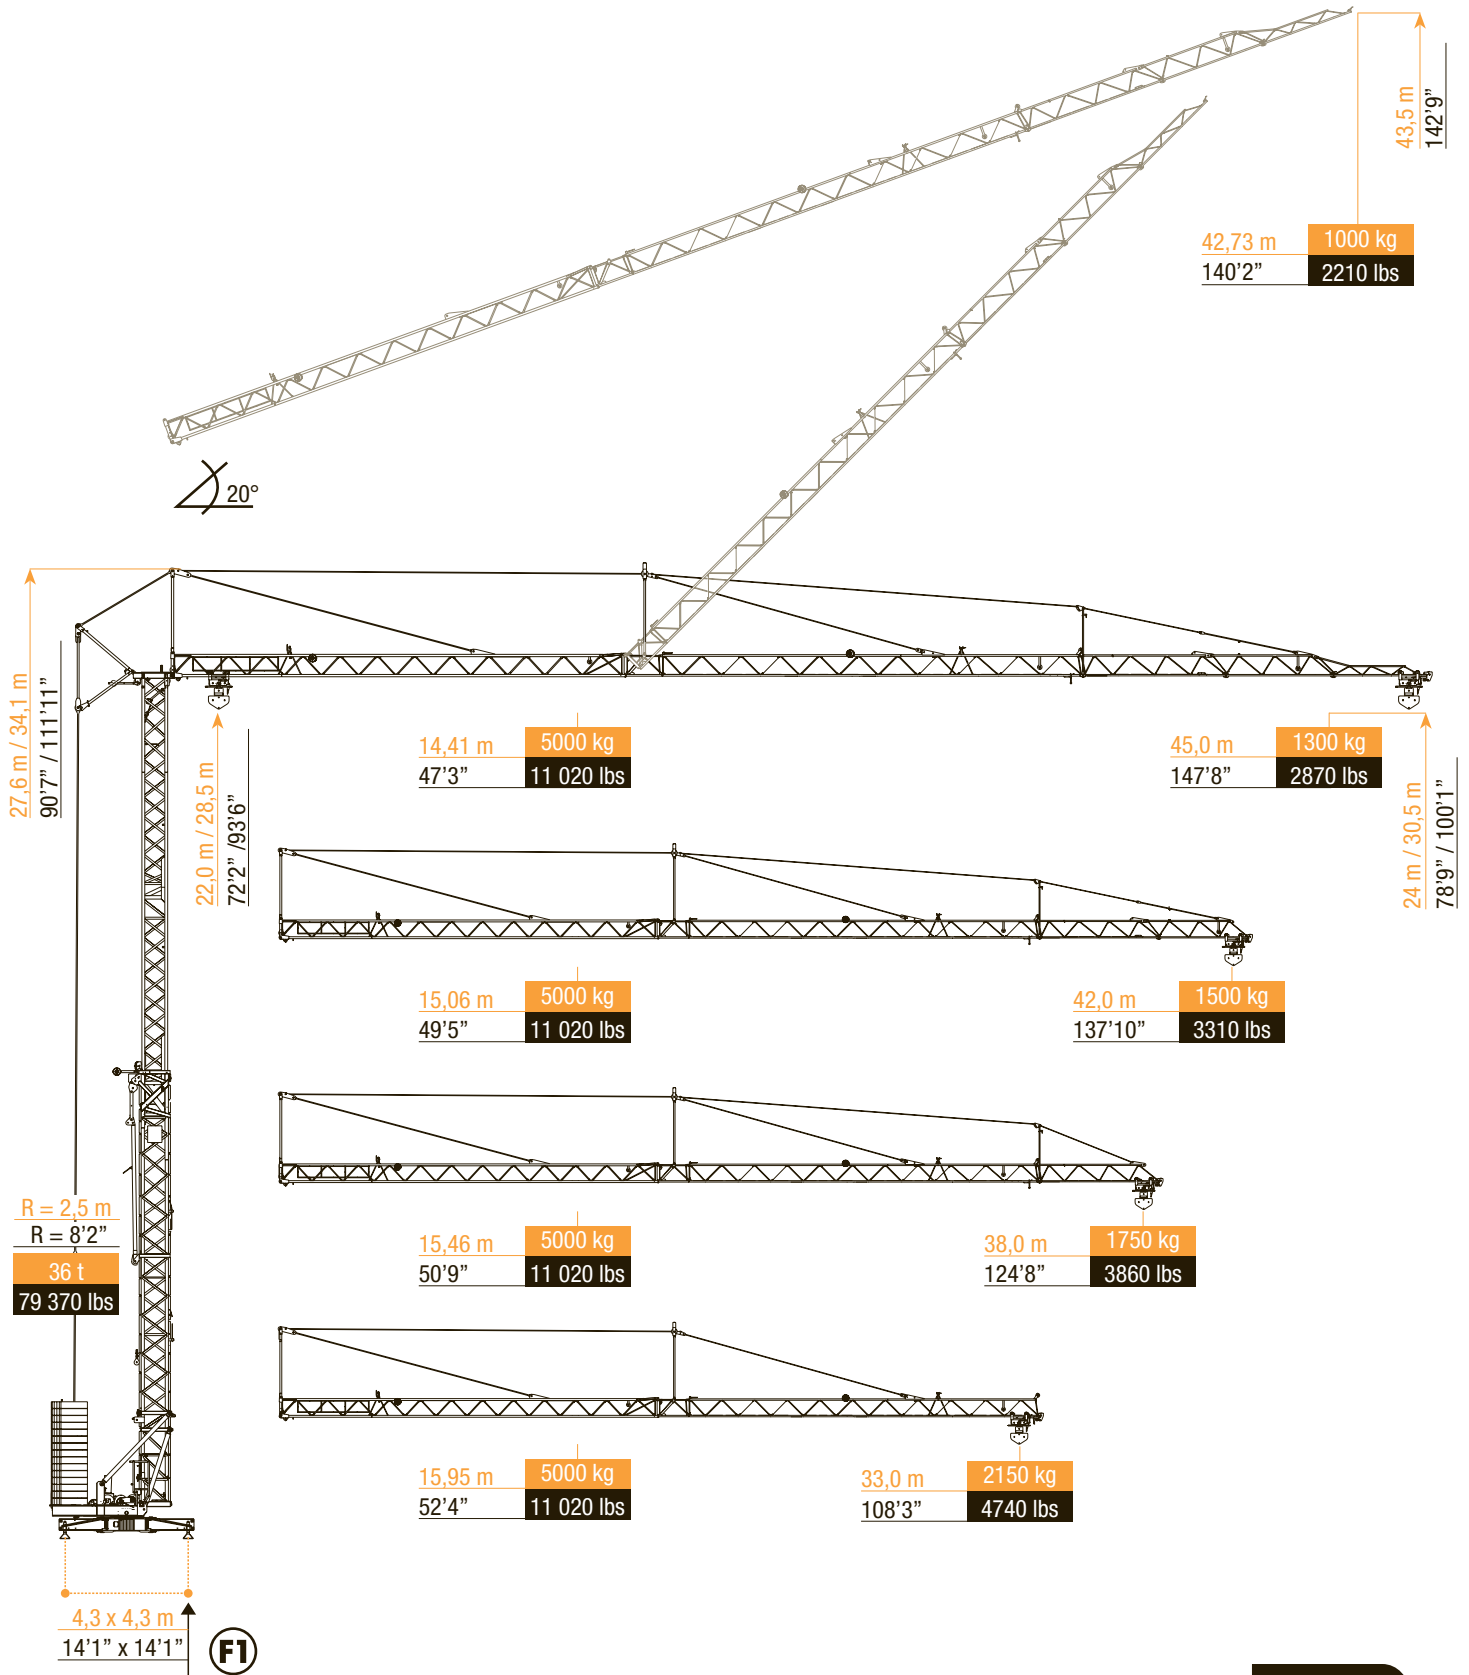 43,5 m
142’9”
42,73 m
1000 kg
140’2”
2210 lbs
20°
27,6 m / 34,1 m
90’7” / 111’11”
22,0 m / 28,5 m
72’2” /93’6”
14,41 m
5000 kg
47’3”
11 020 lbs
45,0 m
1300 kg
147’8”
2870 lbs
24 m / 30,5 m
78’9” / 100’1”
15,06 m
5000 kg
49’5”
11 020 lbs
42,0 m
1500 kg
137’10”
3310 lbs
R = 2,5 m
R = 8’2”
36 t
79 370 lbs
15,46 m
5000 kg
50’9”
11 020 lbs
38,0 m
1750 kg
124’8”
3860 lbs
15,95 m
5000 kg
52’4”
11 020 lbs
33,0 m
2150 kg
108’3”
4740 lbs
4,3 x 4,3 m
14’1” x 14’1”
F1